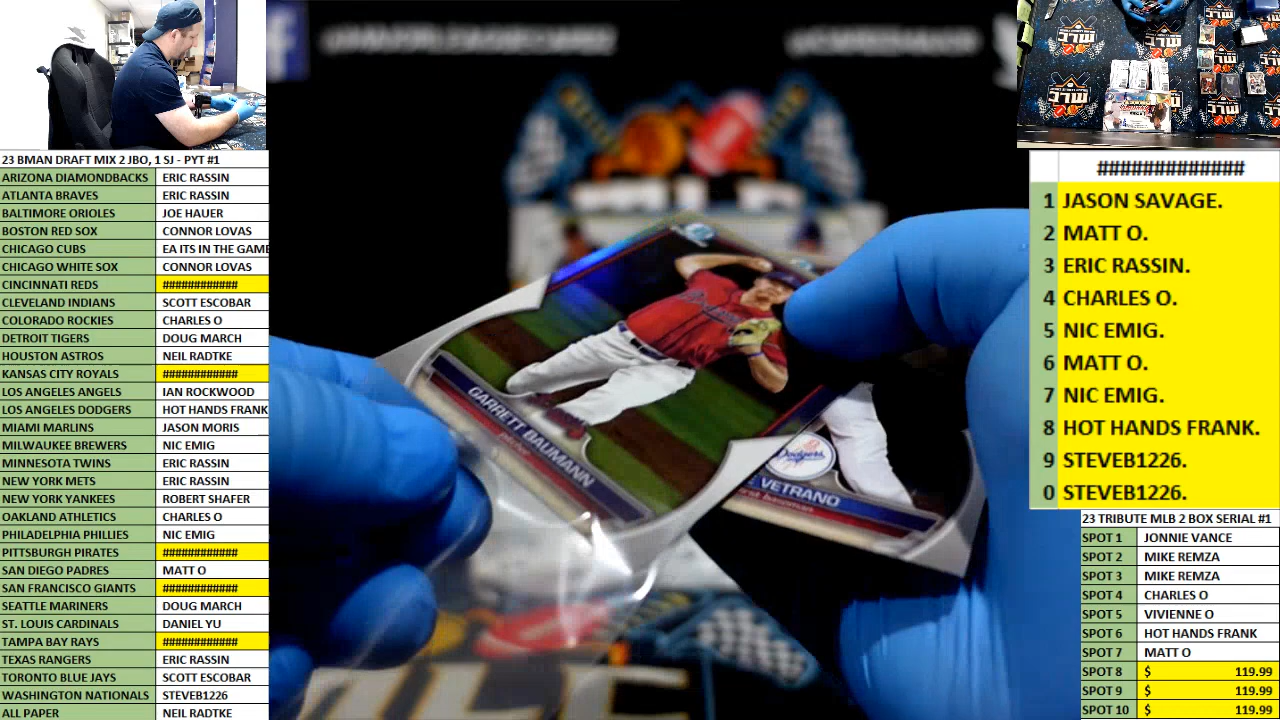 23 BMAN DRAFT MIX 2 JBO, 1 SJ - PYT #1
ARIZONA DIAMONDBACKS ERIC RASSIN
ATLANTA BRAVES ERIC RASSIN
BALTIMORE ORIOLES JOE HAUER
BOSTON RED SOX CONNOR LOVAS
CHICAGO CUBS EA ITS IN THE GAME
CHICAGO WHITE SOX CONNOR LOVAS
CINCINNATI REDS ############
CLEVELAND INDIANS SCOTT ESCOBAR
COLORADO ROCKIES CHARLES O
DETROIT TIGERS DOUG MARCH
HOUSTON ASTROS NEIL RADTKE
KANSAS CITY ROYALS ############
LOS ANGELES ANGELS IAN ROCKWOOD
LOS ANGELES DODGERS HOT HANDS FRANK
MIAMI MARLINS JASON MORIS
MILWAUKEE BREWERS NIC EMIG
MINNESOTA TWINS ERIC RASSIN
NEW YORK METS ERIC RASSIN
NEW YORK YANKEES ROBERT SHAFER
OAKLAND ATHLETICS CHARLES O
PHILADELPHIA PHILLIES NIC EMIG
PITTSBURGH PIRATES ############
SAN DIEGO PADRES MATT O
SAN FRANCISCO GIANTS ############
SEATTLE MARINERS DOUG MARCH
ST. LOUIS CARDINALS DANIEL YU
TAMPA BAY RAYS ############
TEXAS RANGERS ERIC RASSIN
TORONTO BLUE JAYS SCOTT ESCOBAR
WASHINGTON NATIONALS STEVEB1226
ALL PAPER NEIL RADTKE
GARRETT BAUMANN
Dodgers
VETRANO
#############
1 JASON SAVAGE.
2 MATT O.
3 ERIC RASSIN.
4 CHARLES O.
5 NIC EMIG.
6 MATT O.
7 NIC EMIG.
8 HOT HANDS FRANK.
9 STEVEB1226.
0 STEVEB1226.
23 TRIBUTE MLB 2 BOX SERIAL #1
SPOT 1 JONNIE VANCE
SPOT 2 MIKE REMZA
SPOT 3 MIKE REMZA
SPOT 4 CHARLES O
SPOT 5 VIVIENNE O
SPOT 6 HOT HANDS FRANK
SPOT 7 MATT O
SPOT 8 $ 119.99
SPOT 9 $ 119.99
SPOT 10 $ 119.99